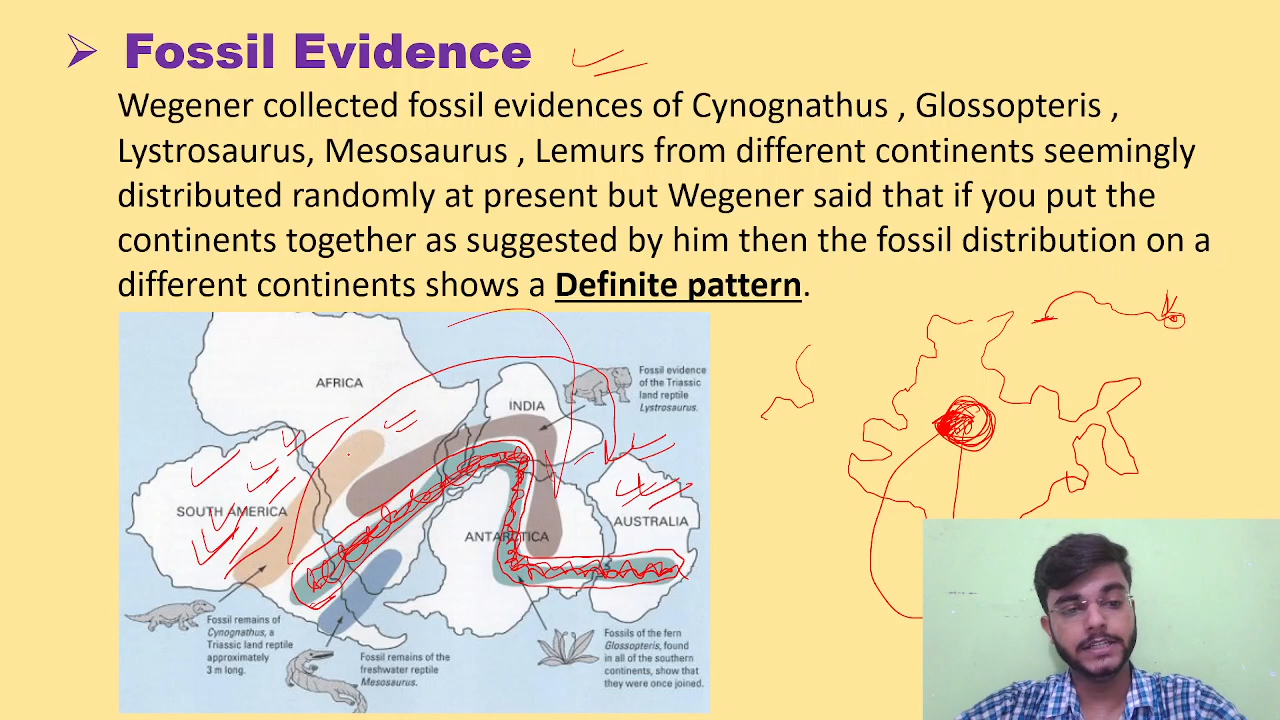 Fossil Evidence
Wegener collected fossil evidences of Cynognathus , Glossopteris ,
Lystrosaurus, Mesosaurus , Lemurs from different continents seemingly
distributed randomly at present but Wegener said that if you put the
continents together as suggested by him then the fossil distribution on a
different continents shows a Definite pattern.
AFRICA
INDIA
Fossil evidence
of the Triassic
land reptile
Lystrosaurus.
SOUTH AMERICA
ANTARCTICA
AUSTRALIA
Fossil remains of
Cynognathus, a
Triassic land reptile
approximately
3 m long.
Fossil remains of the
freshwater reptile
Mesosaurus.
Fossils of the fern
Glossopteris, found
in all of the southern
continents, show that
they were once joined.